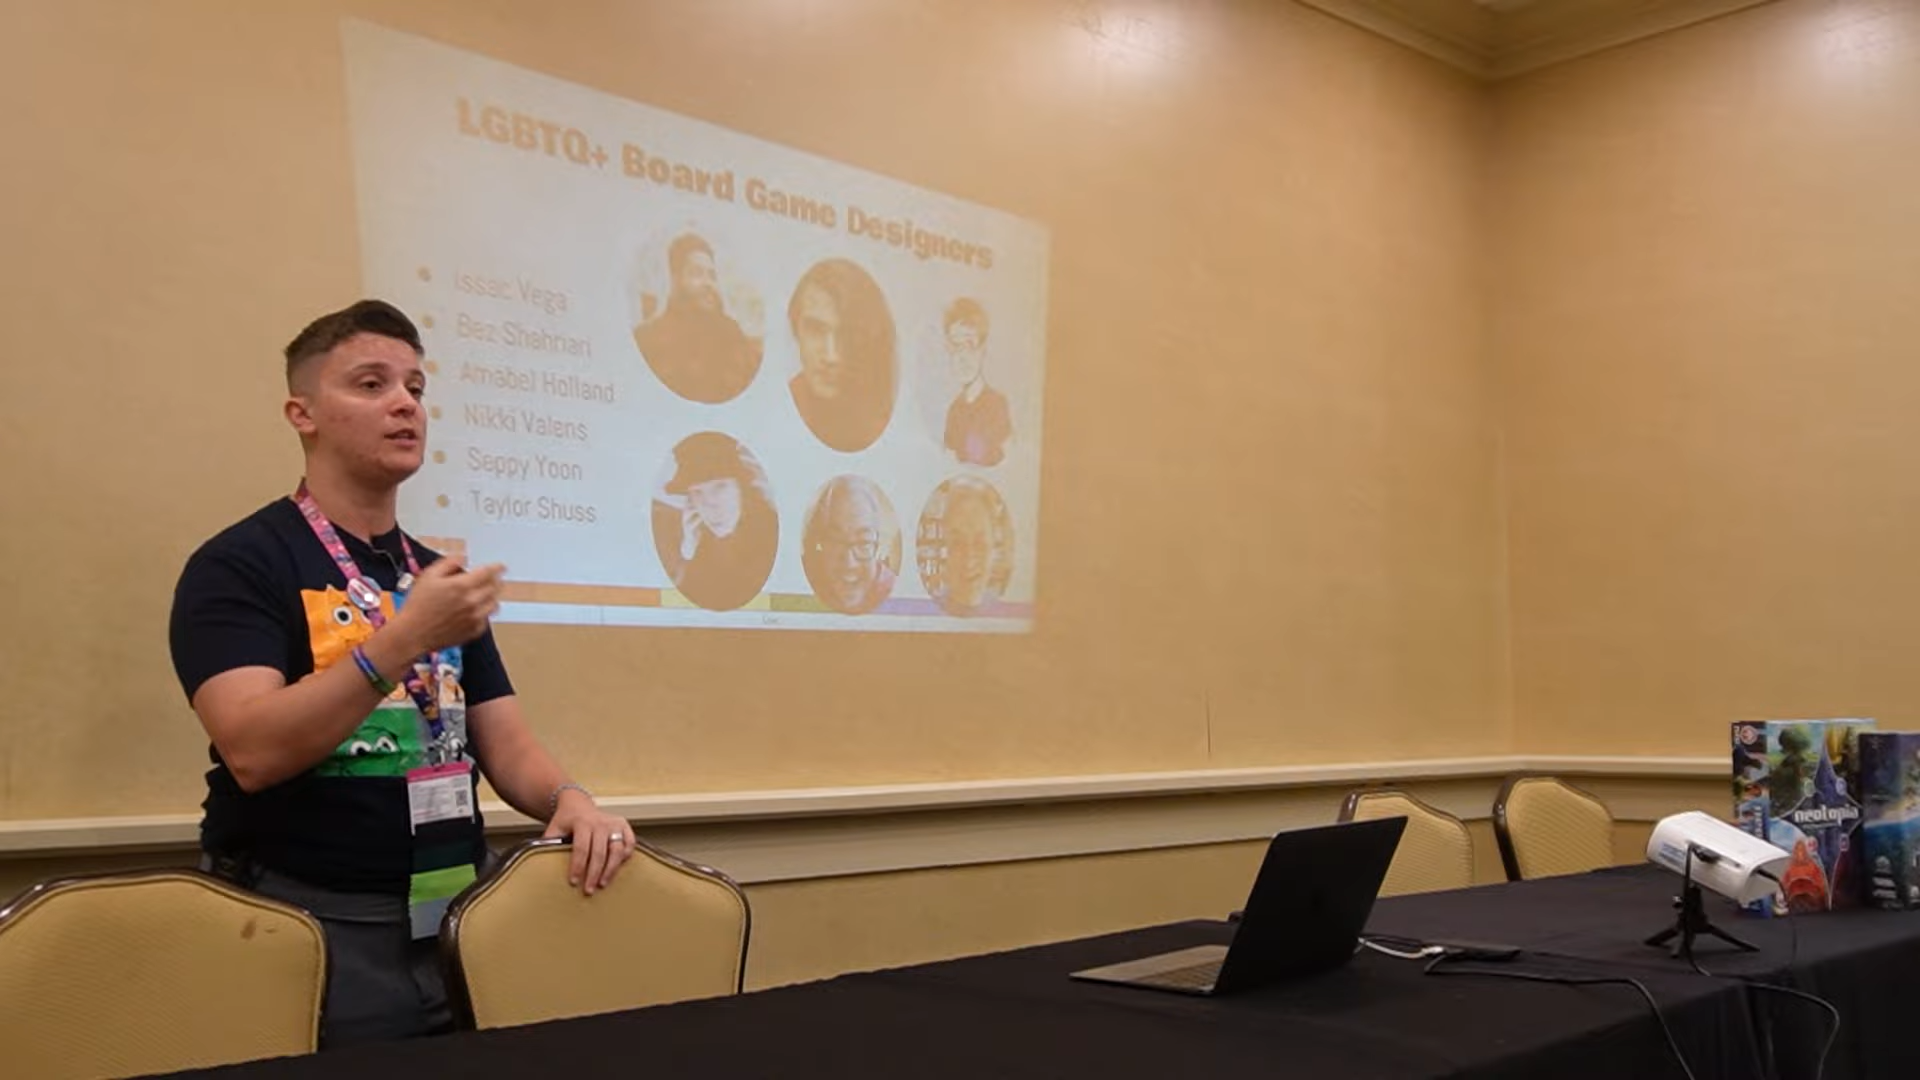 LGBTQ+ Board Game Designers
Issac Vega
Bez Shahriari
Amabel Holland
Nikki Valens
Seppy Yoon
Taylor Shuss
neotopia